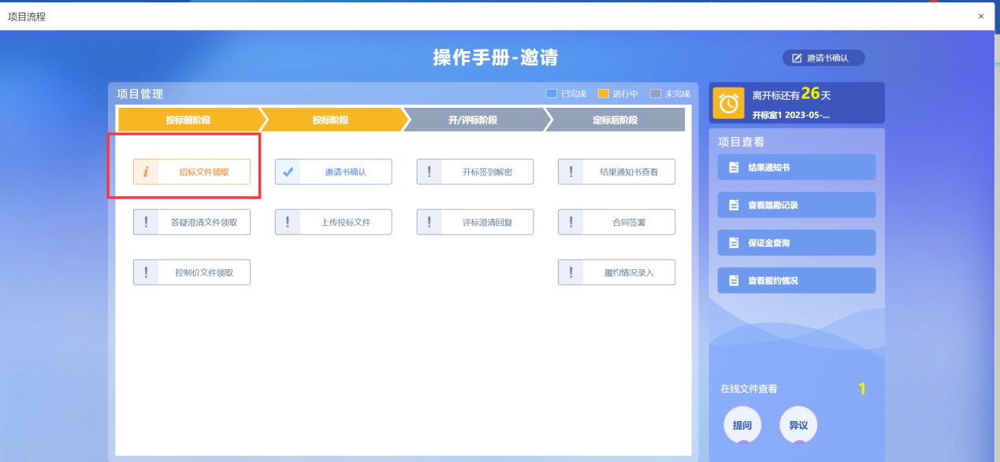 项目流程
×
操作手册-邀请
邀请书确认
项目管理
已完成
进行中
未完成
投标前阶段
投标阶段
开/评标阶段
定标后阶段
招标文件领取
邀请书确认
开标签到解密
结果通知书查看
答疑澄清文件领取
上传投标文件
评标澄清回复
合同签署
控制价文件领取
履约情况录入
离开标还有26天
开标室1 2023-05-...
项目查看
结果通知书
查看踏勘记录
保证金查询
查看履约情况
在线文件查看
1
提问
异议